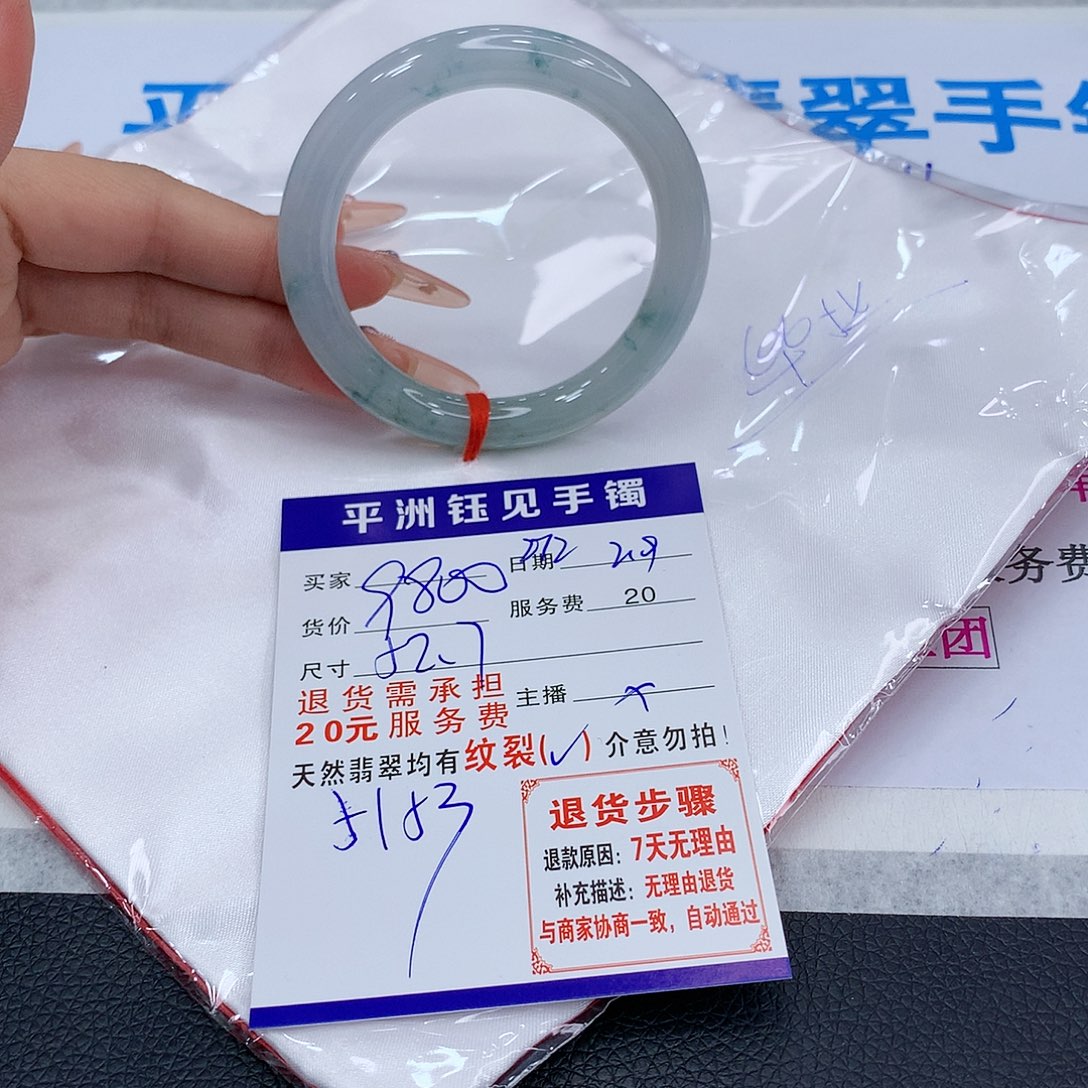 翡翠手
平洲钰见手镯
买家 9800 日期 2.9
货价 服务费 20
尺寸 52.7
退货需承担
20元服务费 主播
天然翡翠均有纹裂(✓) 介意勿拍!
退货步骤
退款原因: 7天无理由
补充描述: 无理由退货
与商家协商一致，自动通过
务费
团